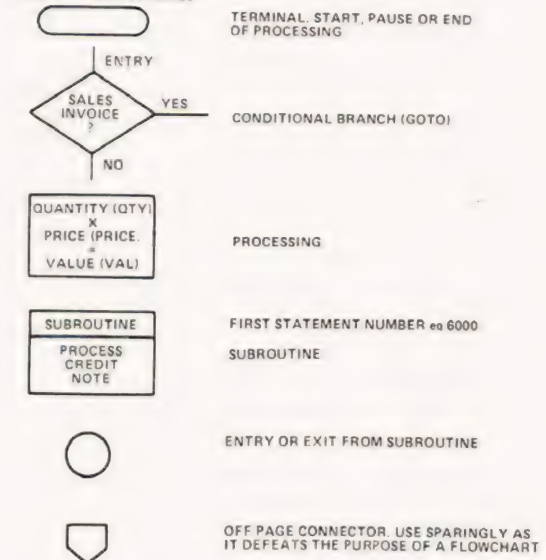 TERMINAL. START, PAUSE OR END
OF PROCESSING
ENTRY
SALES
INVOICE
?
YES
CONDITIONAL BRANCH (GOTO)
NO
QUANTITY (QTY)
X
PRICE (PRICE.
=
VALUE (VAL)
PROCESSING
SUBROUTINE
FIRST STATEMENT NUMBER eg 6000
PROCESS
CREDIT
NOTE
SUBROUTINE
ENTRY OR EXIT FROM SUBROUTINE
OFF PAGE CONNECTOR. USE SPARINGLY AS
IT DEFEATS THE PURPOSE OF A FLOWCHART